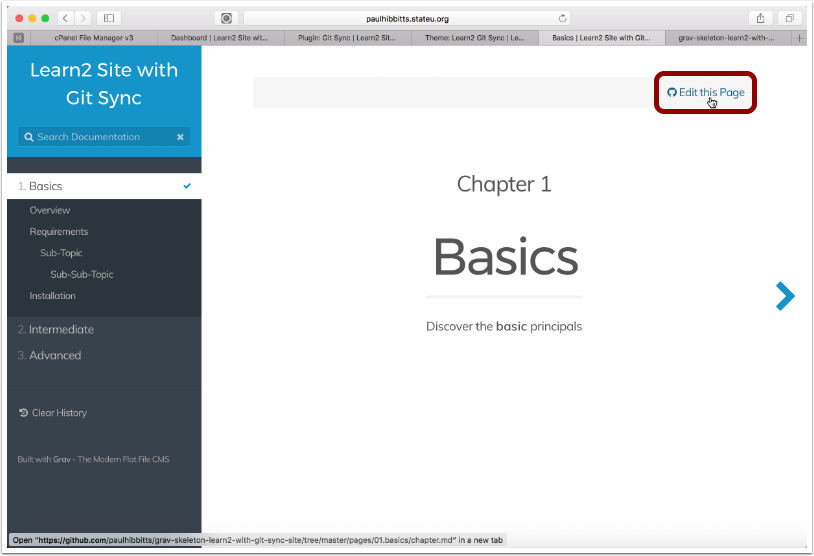 paulhibbitts.stateu.org
H
cPanel File Manager v3
Dashboard | Learn2 Site wit...
Plugin: Git Sync | Learn2 Sit...
Theme: Learn2 Git Sync | Le...
Basics | Learn2 Site with Git...
grav-skeleton-learn2-with-...
Learn2 Site with
Git Sync
Search Documentation
Edit this Page
1. Basics
Overview
Requirements
Sub-Topic
Sub-Sub-Topic
Installation
2. Intermediate
3. Advanced
Clear History
Built with Grav - The Modern Flat File CMS
Chapter 1
Basics
Discover the basic principals
Open "https://github.com/paulhibbitts/grav-skeleton-learn2-with-git-sync-site/tree/master/pages/01.basics/chapter.md" in a new tab